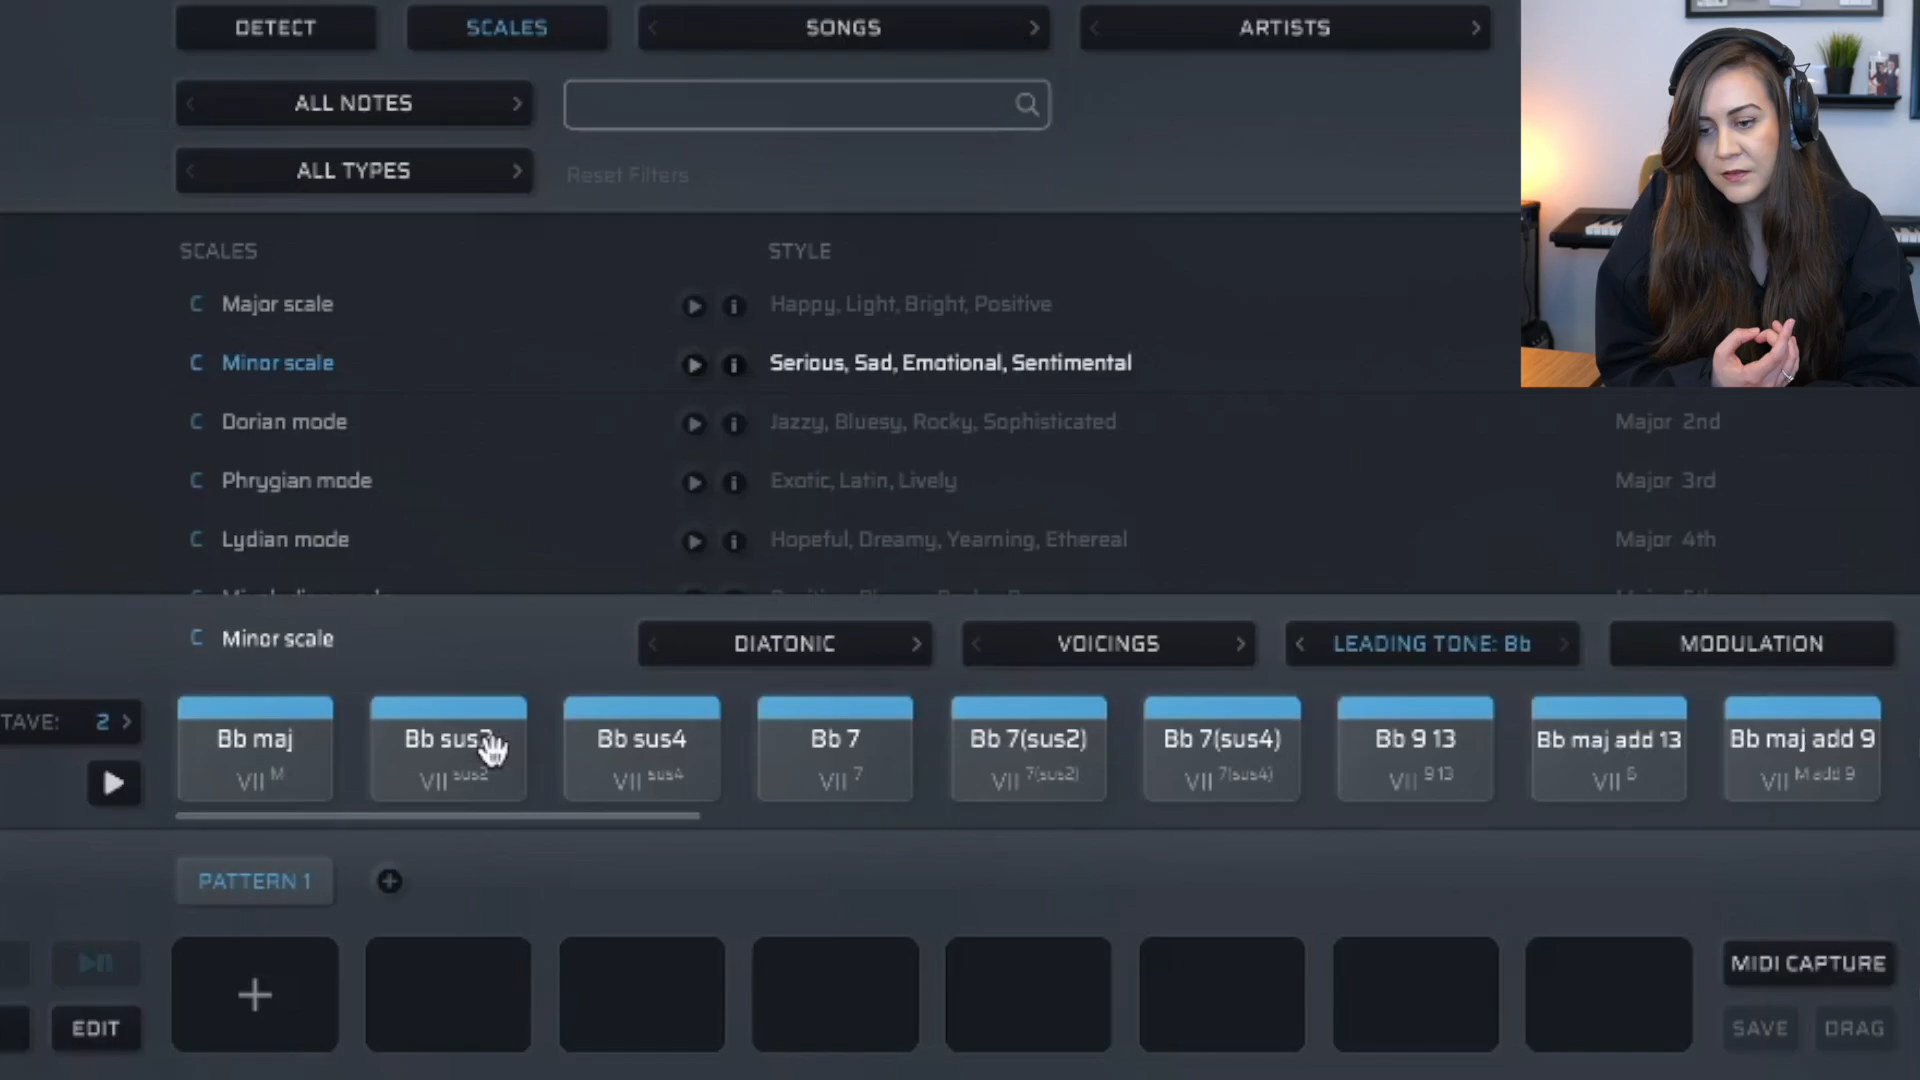 DETECT SCALES SONGS ARTISTS
ALL NOTES
ALL TYPES Reset Filters
SCALES STYLE
C Major scale Happy, Light, Bright, Positive
C Minor scale Serious, Sad, Emotional, Sentimental
C Dorian mode Jazzy, Bluesy, Rocky, Sophisticated Major 2nd
C Phrygian mode Exotic, Latin, Lively Major 3rd
C Lydian mode Hopeful, Dreamy, Yearning, Ethereal Major 4th
C Minor scale DIATONIC VOICINGS LEADING TONE: Bb MODULATION
TAVE: 2
Bb maj Bb sus2 Bb sus4 Bb 7 Bb 7(sus2) Bb 7(sus4) Bb 9 13 Bb maj add 13 Bb maj add 9
VII M VII sus2 VII sus4 VII 7 VII 7(sus2) VII 7(sus4) VII 9 13 VII 6 VII M add 9
PATTERN 1
MIDI CAPTURE
EDIT SAVE DRAG